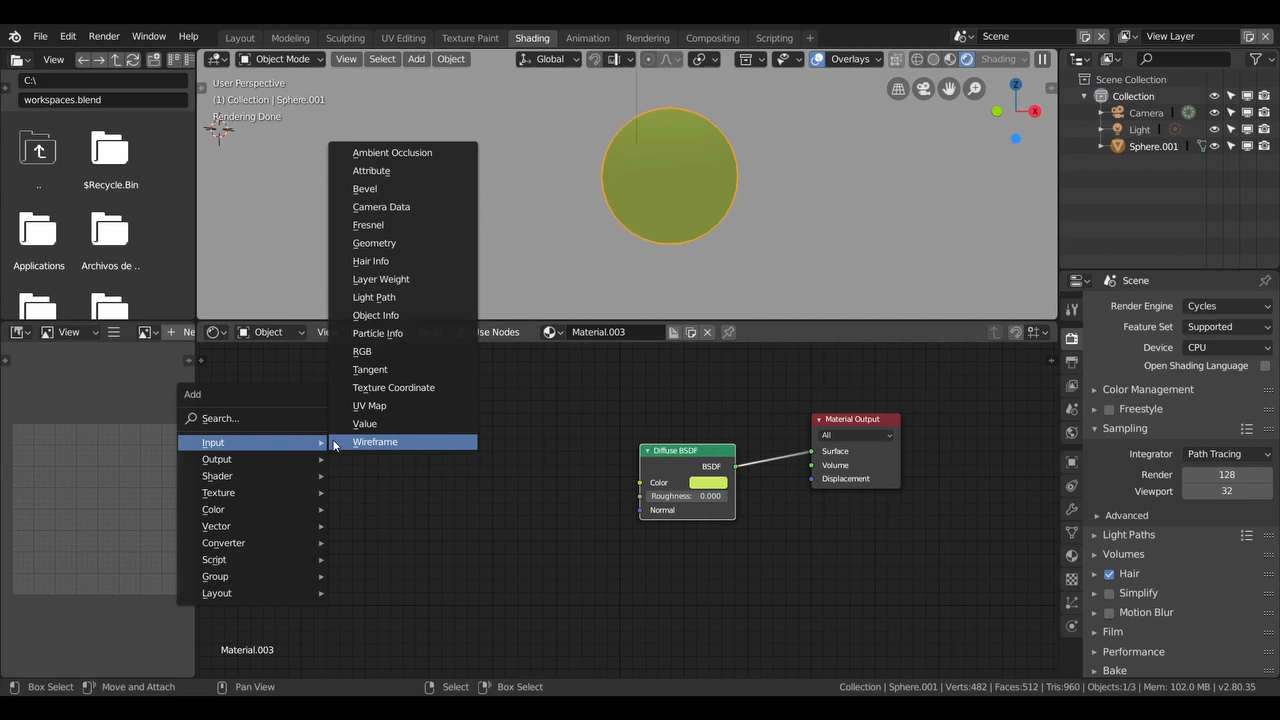 File Edit Render Window Help
Layout Modeling Sculpting UV Editing Texture Paint Shading Animation Rendering Compositing Scripting +
Scene
View Layer
View
C:\
workspaces.blend
..
$Recycle.Bin
Applications
Archivos de ..
Object Mode View Select Add Object
Global
Overlays
Shading
User Perspective
(1) Collection | Sphere.001
Rendering Done
Z
X
Scene Collection
Collection
Camera
Light
Sphere.001
View
Ne
Object
Use Nodes
Material.003
Ambient Occlusion
Attribute
Bevel
Camera Data
Fresnel
Geometry
Hair Info
Layer Weight
Light Path
Object Info
Particle Info
RGB
Tangent
Texture Coordinate
UV Map
Value
Wireframe
Add
Search...
Input
Output
Shader
Texture
Color
Vector
Converter
Script
Group
Layout
Diffuse BSDF
BSDF
Color
Roughness: 0.000
Normal
Material Output
All
Surface
Volume
Displacement
Material.003
Scene
Render Engine Cycles
Feature Set Supported
Device CPU
Open Shading Language
Color Management
Freestyle
Sampling
Integrator Path Tracing
Render 128
Viewport 32
Advanced
Light Paths
Volumes
Hair
Simplify
Motion Blur
Film
Performance
Bake
Box Select Move and Attach Pan View Select Box Select
Collection | Sphere.001 | Verts:482 | Faces:512 | Tris:960 | Objects:1/3 | Mem: 102.0 MB | v2.80.35